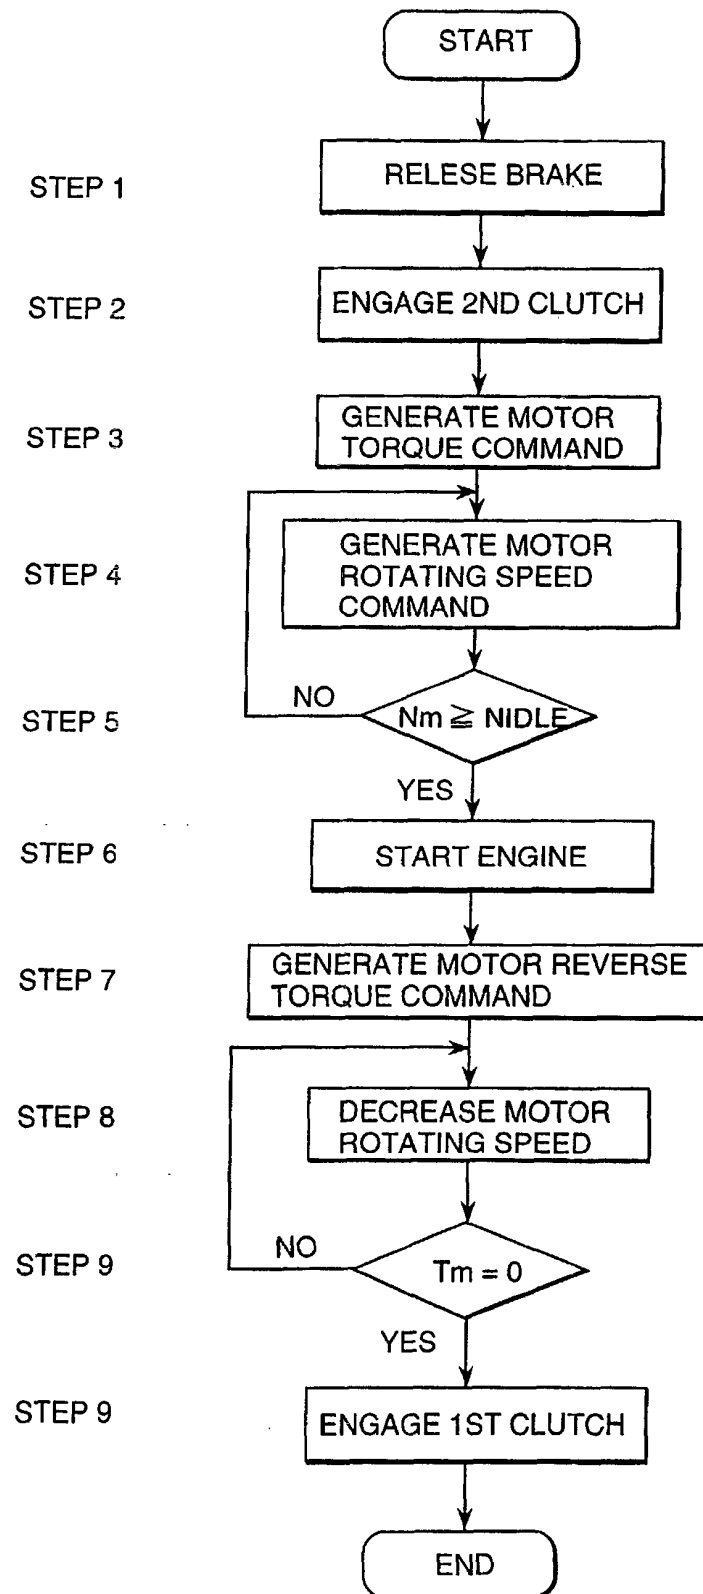 START
STEP 1
RELESE BRAKE
STEP 2
ENGAGE 2ND CLUTCH
STEP 3
GENERATE MOTOR
TORQUE COMMAND
STEP 4
GENERATE MOTOR
ROTATING SPEED
COMMAND
STEP 5
NO
Nm ≧ NIDLE
YES
STEP 6
START ENGINE
STEP 7
GENERATE MOTOR REVERSE
TORQUE COMMAND
STEP 8
DECREASE MOTOR
ROTATING SPEED
STEP 9
NO
Tm = 0
YES
STEP 9
ENGAGE 1ST CLUTCH
END